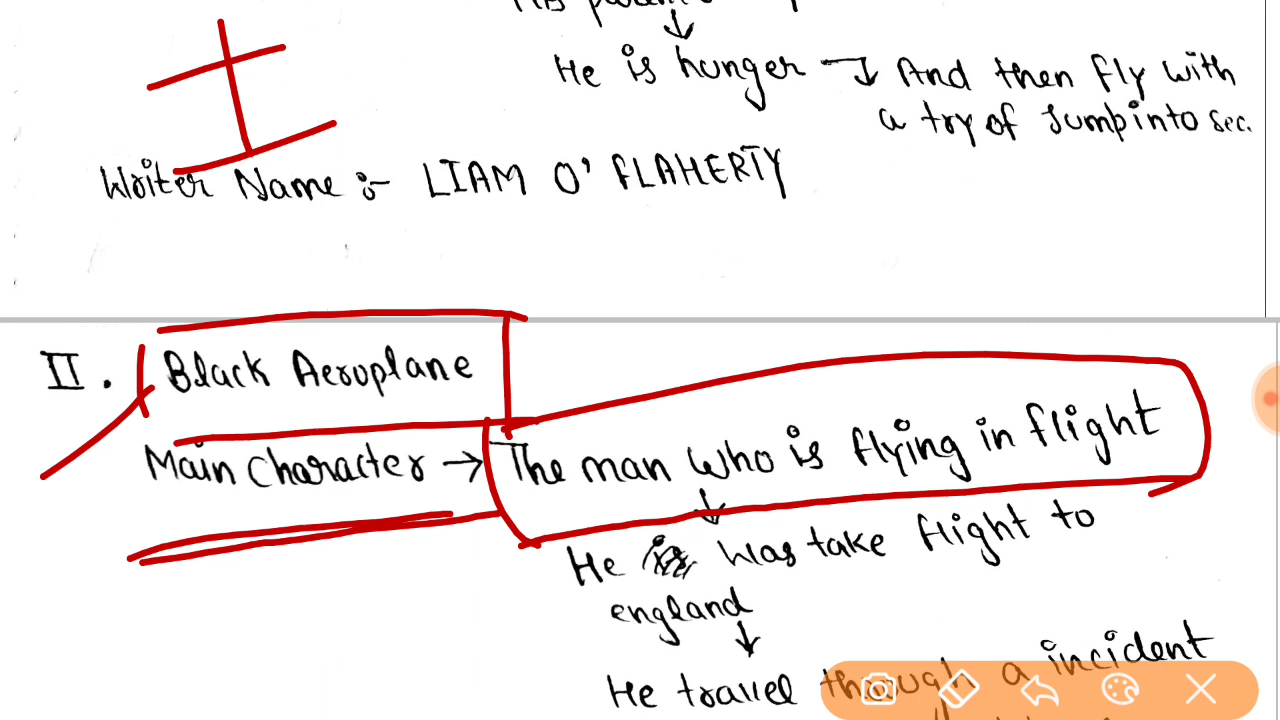 He is hunger → And then fly with
a try of Jump into sea.
Writer Name :- LIAM O' FLAHERTY
II. Black Aeroplane
Main Character → The man who is flying in flight
He was take flight to
england
He travel through a incident